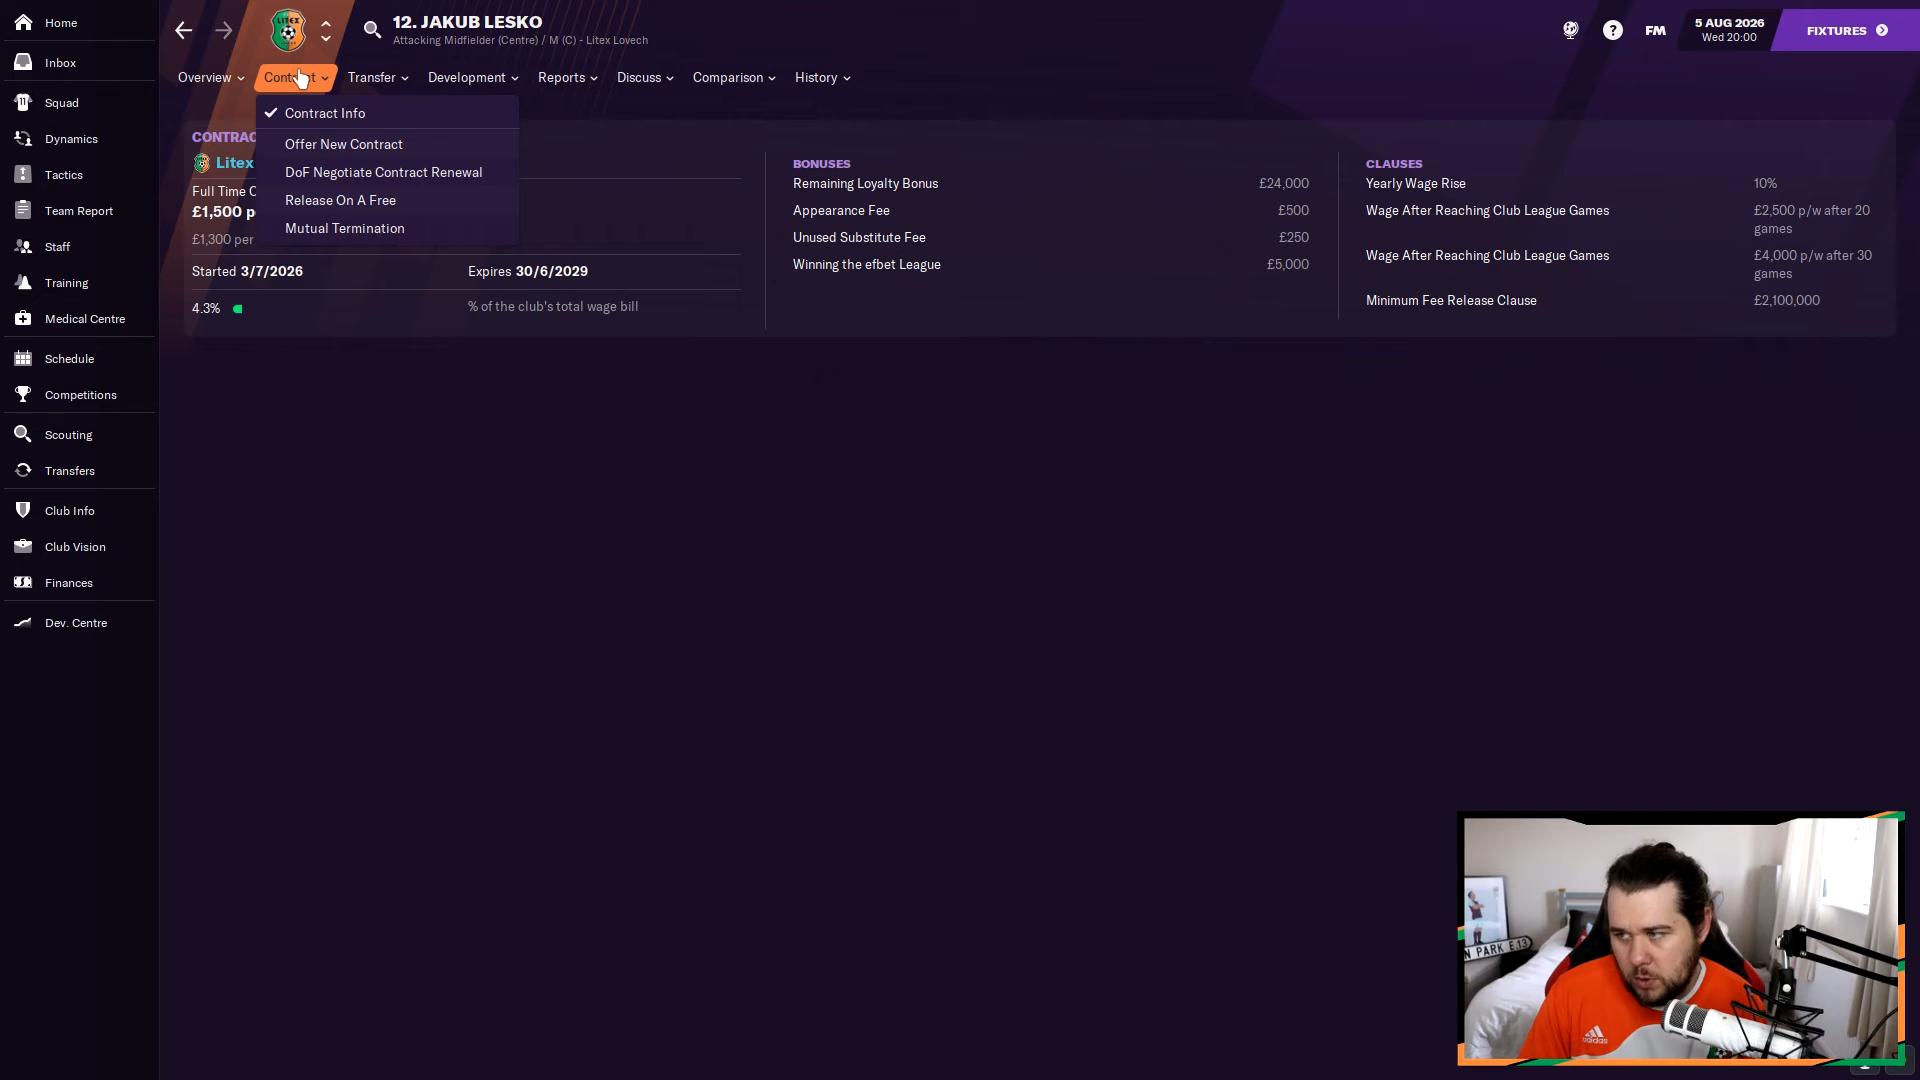 Home
Inbox
Squad
Dynamics
Tactics
Team Report
Staff
Training
Medical Centre
Schedule
Competitions
Scouting
Transfers
Club Info
Club Vision
Finances
Dev. Centre
LITEX
12. JAKUB LESKO
Attacking Midfielder (Centre) / M (C) - Litex Lovech
FM
5 AUG 2026
Wed 20:00
FIXTURES
Overview
Transfer
Development
Reports
Discuss
Comparison
History
Contract Info
Offer New Contract
DoF Negotiate Contract Renewal
Release On A Free
Mutual Termination
Litex
Full Time
£1,500
£1,300 per
Started 3/7/2026
Expires 30/6/2029
4.3%
% of the club's total wage bill
BONUSES
Remaining Loyalty Bonus £24,000
Appearance Fee £500
Unused Substitute Fee £250
Winning the efbet League £5,000
CLAUSES
Yearly Wage Rise 10%
Wage After Reaching Club League Games £2,500 p/w after 20
games
Wage After Reaching Club League Games £4,000 p/w after 30
games
Minimum Fee Release Clause £2,100,000
N PARK E.13
adidas